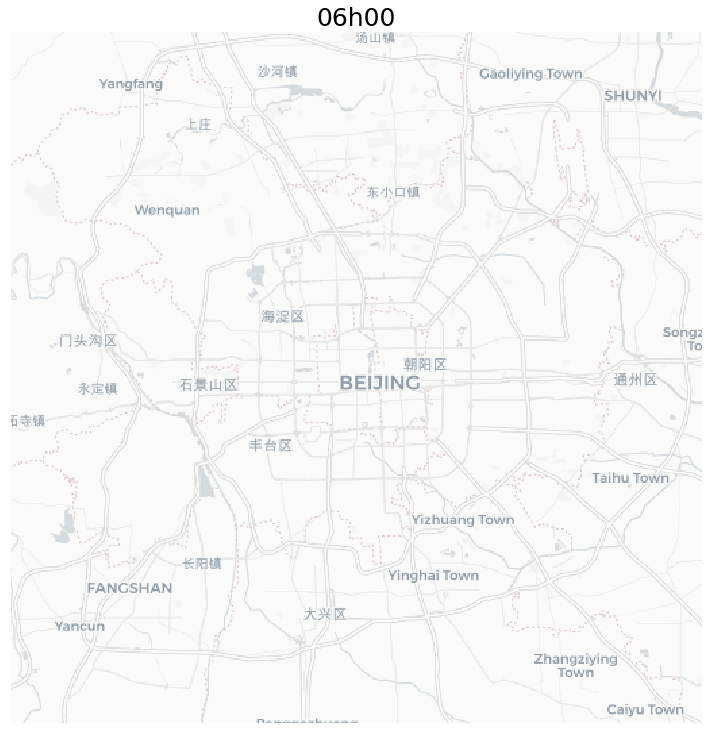 06h00
汤山镇
沙河镇
Gaoliying Town
Yangfang
SHUNYI
上庄
东小口镇
Wenquan
海淀区
门头沟区
朝阳区
石景山区
BEIJING
通州区
永定镇
石寺镇
丰台区
Taihu Town
Yizhuang Town
长阳镇
Yinghai Town
FANGSHAN
大兴区
Yancun
Zhangziying
Town
Caiyu Town